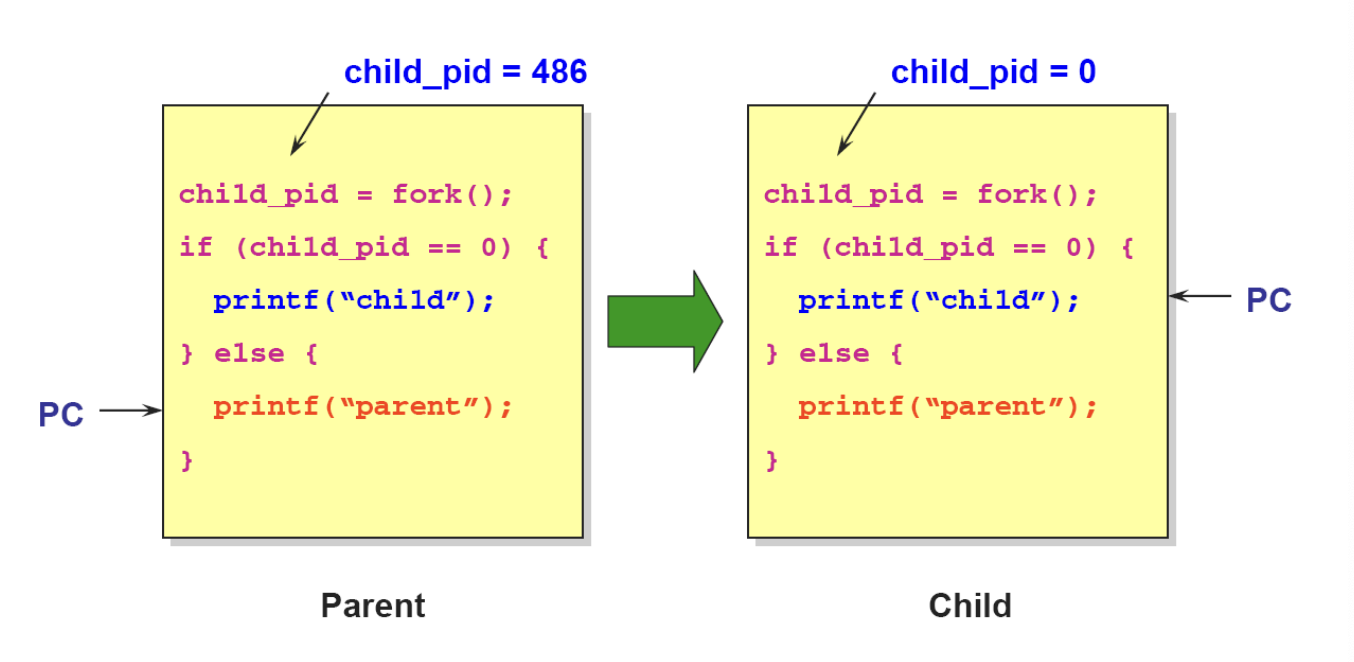 child_pid = 486
child_pid = fork();
if (child_pid == 0) {
printf(“child”);
} else {
PC
printf(“parent”);
}
Parent
child_pid = 0
child_pid = fork();
if (child_pid == 0) {
printf(“child”);
PC
} else {
printf(“parent”);
}
Child